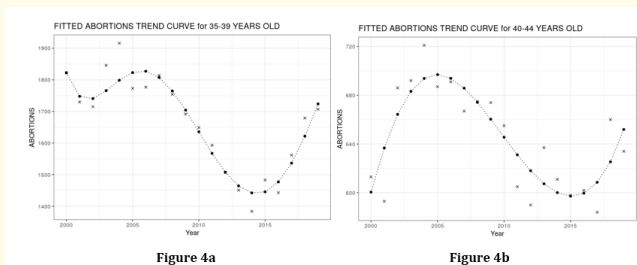 FITTED ABORTIONS TREND CURVE for 35-39 YEARS OLD
ABORTIONS
1900
1800
1700
1600
1500
1400
2000
2005
2010
2015
Year
Figure 4a
FITTED ABORTIONS TREND CURVE for 40-44 YEARS OLD
ABORTIONS
720
680
640
600
2000
2005
2010
2015
Year
Figure 4b